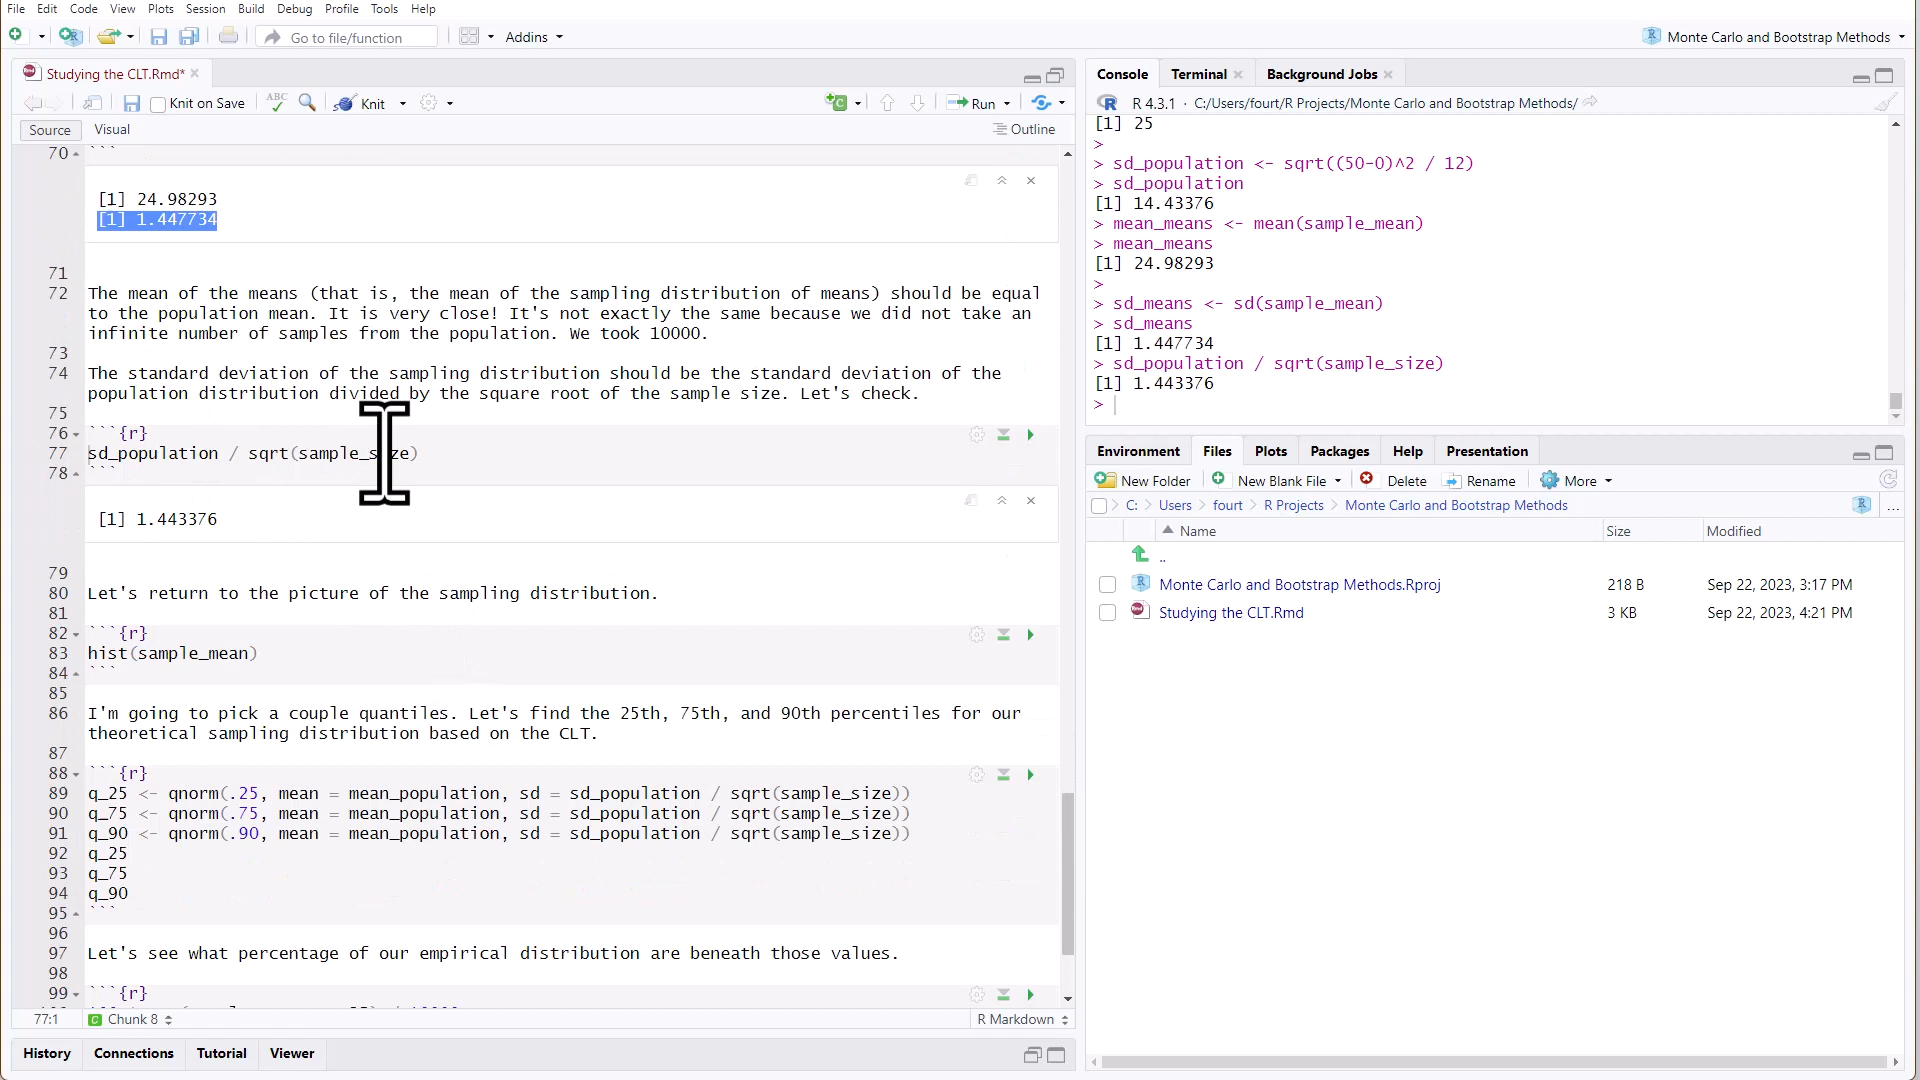 File Edit Code View Plots Session Build Debug Profile Tools Help
Go to file/function Addins Monte Carlo and Bootstrap Methods
Studying the CLT.Rmd*
Knit on Save ABC Knit Run
Source Visual Outline
70 ```
[1] 24.98293
[1] 1.447734
71
72 The mean of the means (that is, the mean of the sampling distribution of means) should be equal
to the population mean. It is very close! It's not exactly the same because we did not take an
infinite number of samples from the population. We took 10000.
73
74 The standard deviation of the sampling distribution should be the standard deviation of the
population distribution divided by the square root of the sample size. Let's check.
75
76 ```{r}
77 sd_population / sqrt(sample_size)
78 ```
[1] 1.443376
79
80 Let's return to the picture of the sampling distribution.
81
82 ```{r}
83 hist(sample_mean)
84 ```
85
86 I'm going to pick a couple quantiles. Let's find the 25th, 75th, and 90th percentiles for our
theoretical sampling distribution based on the CLT.
87
88 ```{r}
89 q_25 <- qnorm(.25, mean = mean_population, sd = sd_population / sqrt(sample_size))
90 q_75 <- qnorm(.75, mean = mean_population, sd = sd_population / sqrt(sample_size))
91 q_90 <- qnorm(.90, mean = mean_population, sd = sd_population / sqrt(sample_size))
92 q_25
93 q_75
94 q_90
95 ```
96
97 Let's see what percentage of our empirical distribution are beneath those values.
98
99 ```{r}
77:1 Chunk 8 R Markdown
History Connections Tutorial Viewer
Console Terminal Background Jobs
R 4.3.1 · C:/Users/fourt/R Projects/Monte Carlo and Bootstrap Methods/
[1] 25
>
> sd_population <- sqrt((50-0)^2 / 12)
> sd_population
[1] 14.43376
> mean_means <- mean(sample_mean)
> mean_means
[1] 24.98293
>
> sd_means <- sd(sample_mean)
> sd_means
[1] 1.447734
> sd_population / sqrt(sample_size)
[1] 1.443376
>
Environment Files Plots Packages Help Presentation
New Folder New Blank File Delete Rename More
C: Users fourt R Projects Monte Carlo and Bootstrap Methods ...
Name Size Modified
..
Monte Carlo and Bootstrap Methods.Rproj 218 B Sep 22, 2023, 3:17 PM
Studying the CLT.Rmd 3 KB Sep 22, 2023, 4:21 PM